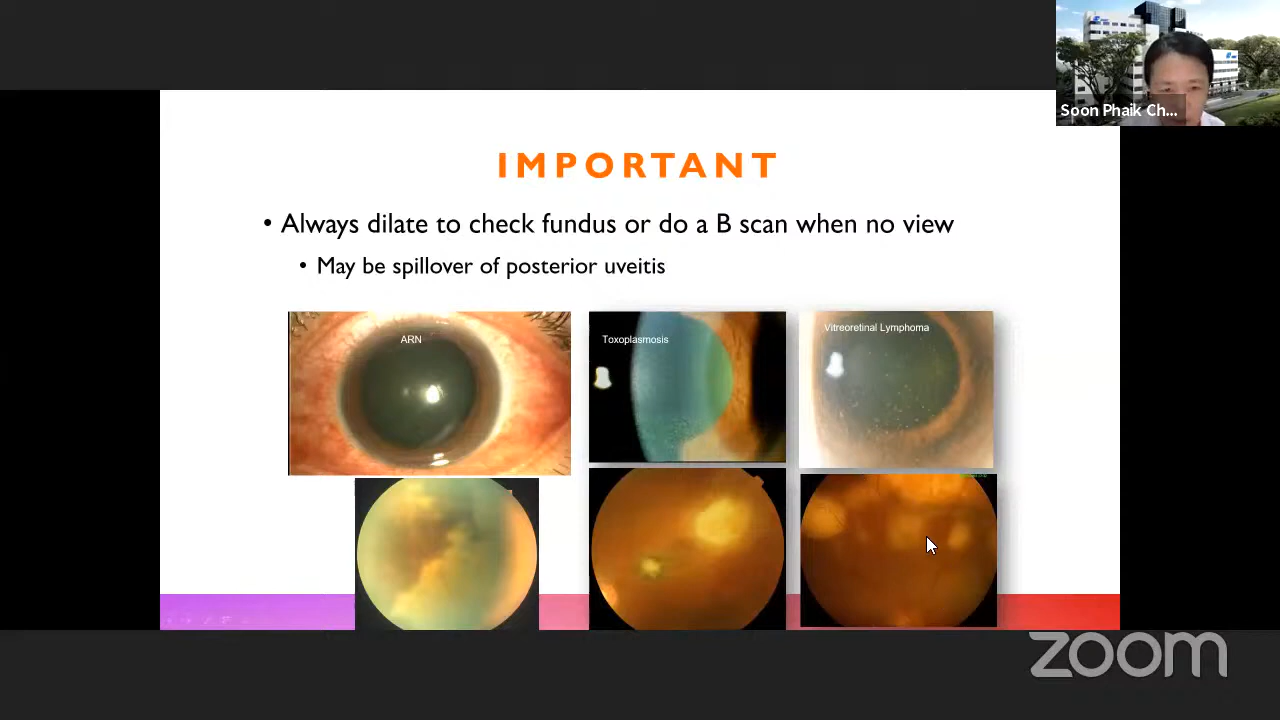 Soon Phaik Ch...
IMPORTANT
• Always dilate to check fundus or do a B scan when no view
• May be spillover of posterior uveitis
ARN
Toxoplasmosis
Vitreoretinal Lymphoma
zoom